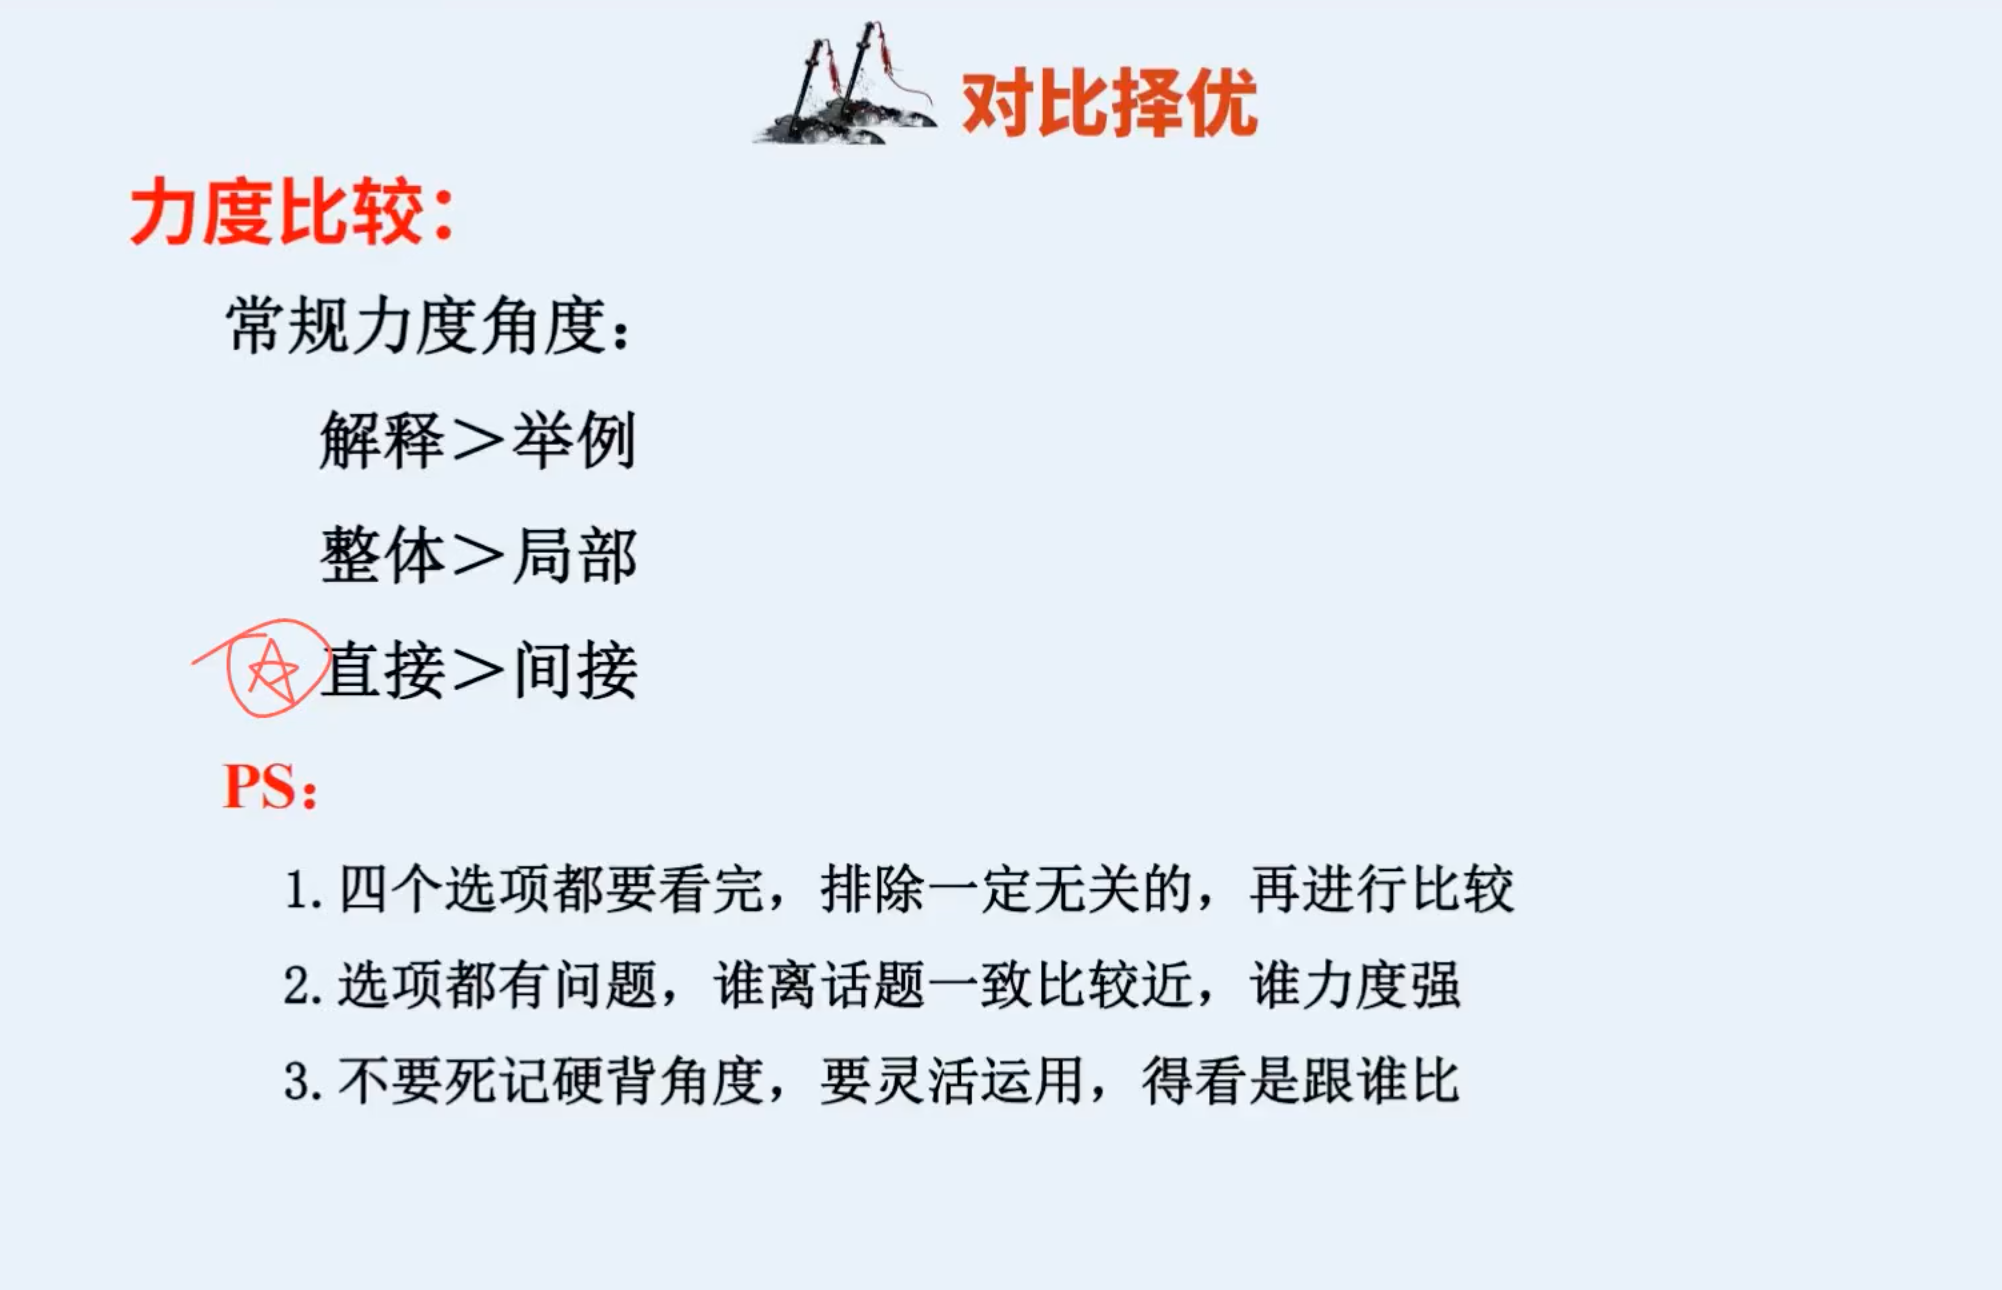 对比择优
力度比较：
常规力度角度：
解释＞举例
整体＞局部
直接＞间接
PS：
1.四个选项都要看完，排除一定无关的，再进行比较
2.选项都有问题，谁离话题一致比较近，谁力度强
3.不要死记硬背角度，要灵活运用，得看是跟谁比